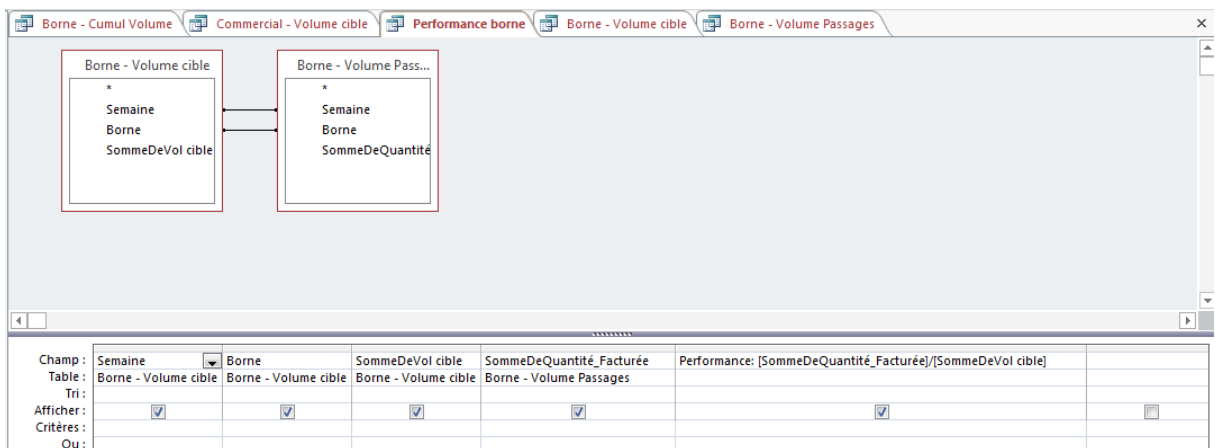 Borne - Cumul Volume Commercial - Volume cible Performance borne Borne - Volume cible Borne - Volume Passages
Borne - Volume cible
*
Semaine
Borne
SommeDeVol cible
Borne - Volume Pass...
*
Semaine
Borne
SommeDeQuantité
Champ : Semaine Borne SommeDeVol cible SommeDeQuantité_Facturée Performance: [SommeDeQuantité_Facturée]/[SommeDeVol cible]
Table : Borne - Volume cible Borne - Volume cible Borne - Volume cible Borne - Volume Passages
Tri :
Afficher :
Critères :
Ou :